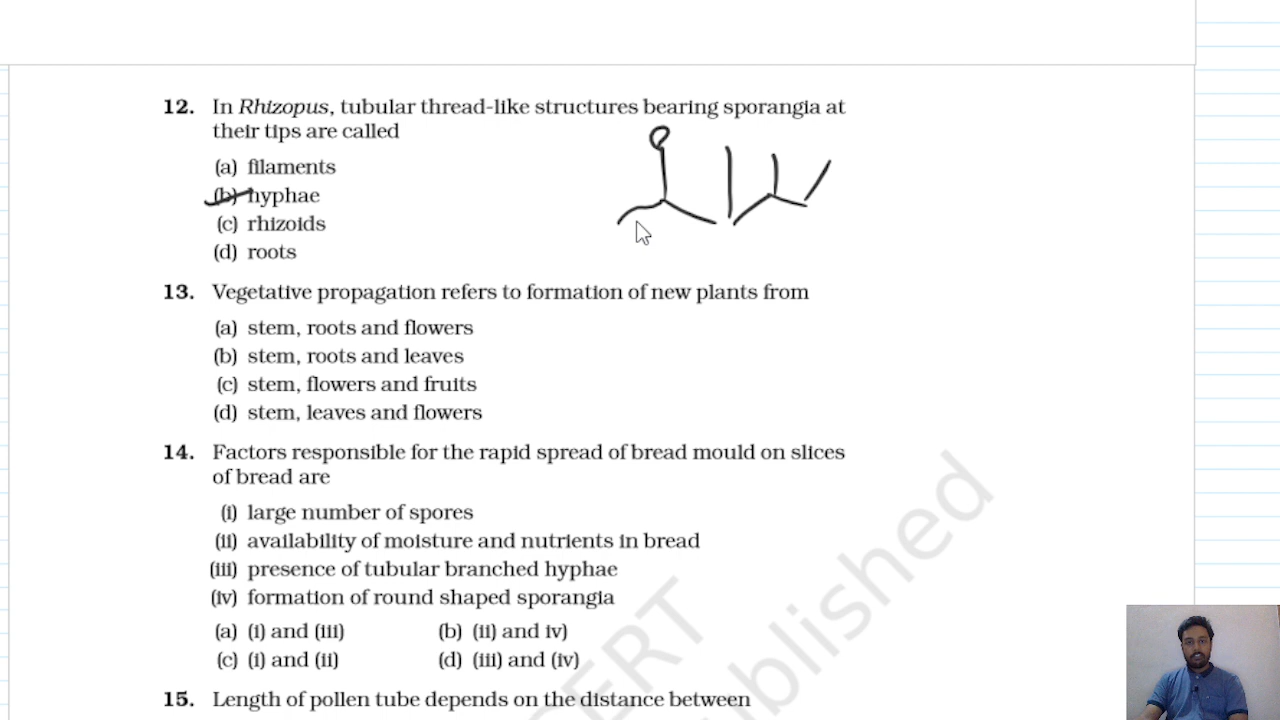 12. In Rhizopus, tubular thread-like structures bearing sporangia at
their tips are called
(a) filaments
(b) hyphae
(c) rhizoids
(d) roots
13. Vegetative propagation refers to formation of new plants from
(a) stem, roots and flowers
(b) stem, roots and leaves
(c) stem, flowers and fruits
(d) stem, leaves and flowers
14. Factors responsible for the rapid spread of bread mould on slices
of bread are
(i) large number of spores
(ii) availability of moisture and nutrients in bread
(iii) presence of tubular branched hyphae
(iv) formation of round shaped sporangia
(a) (i) and (iii) (b) (ii) and iv)
(c) (i) and (ii) (d) (iii) and (iv)
15. Length of pollen tube depends on the distance between